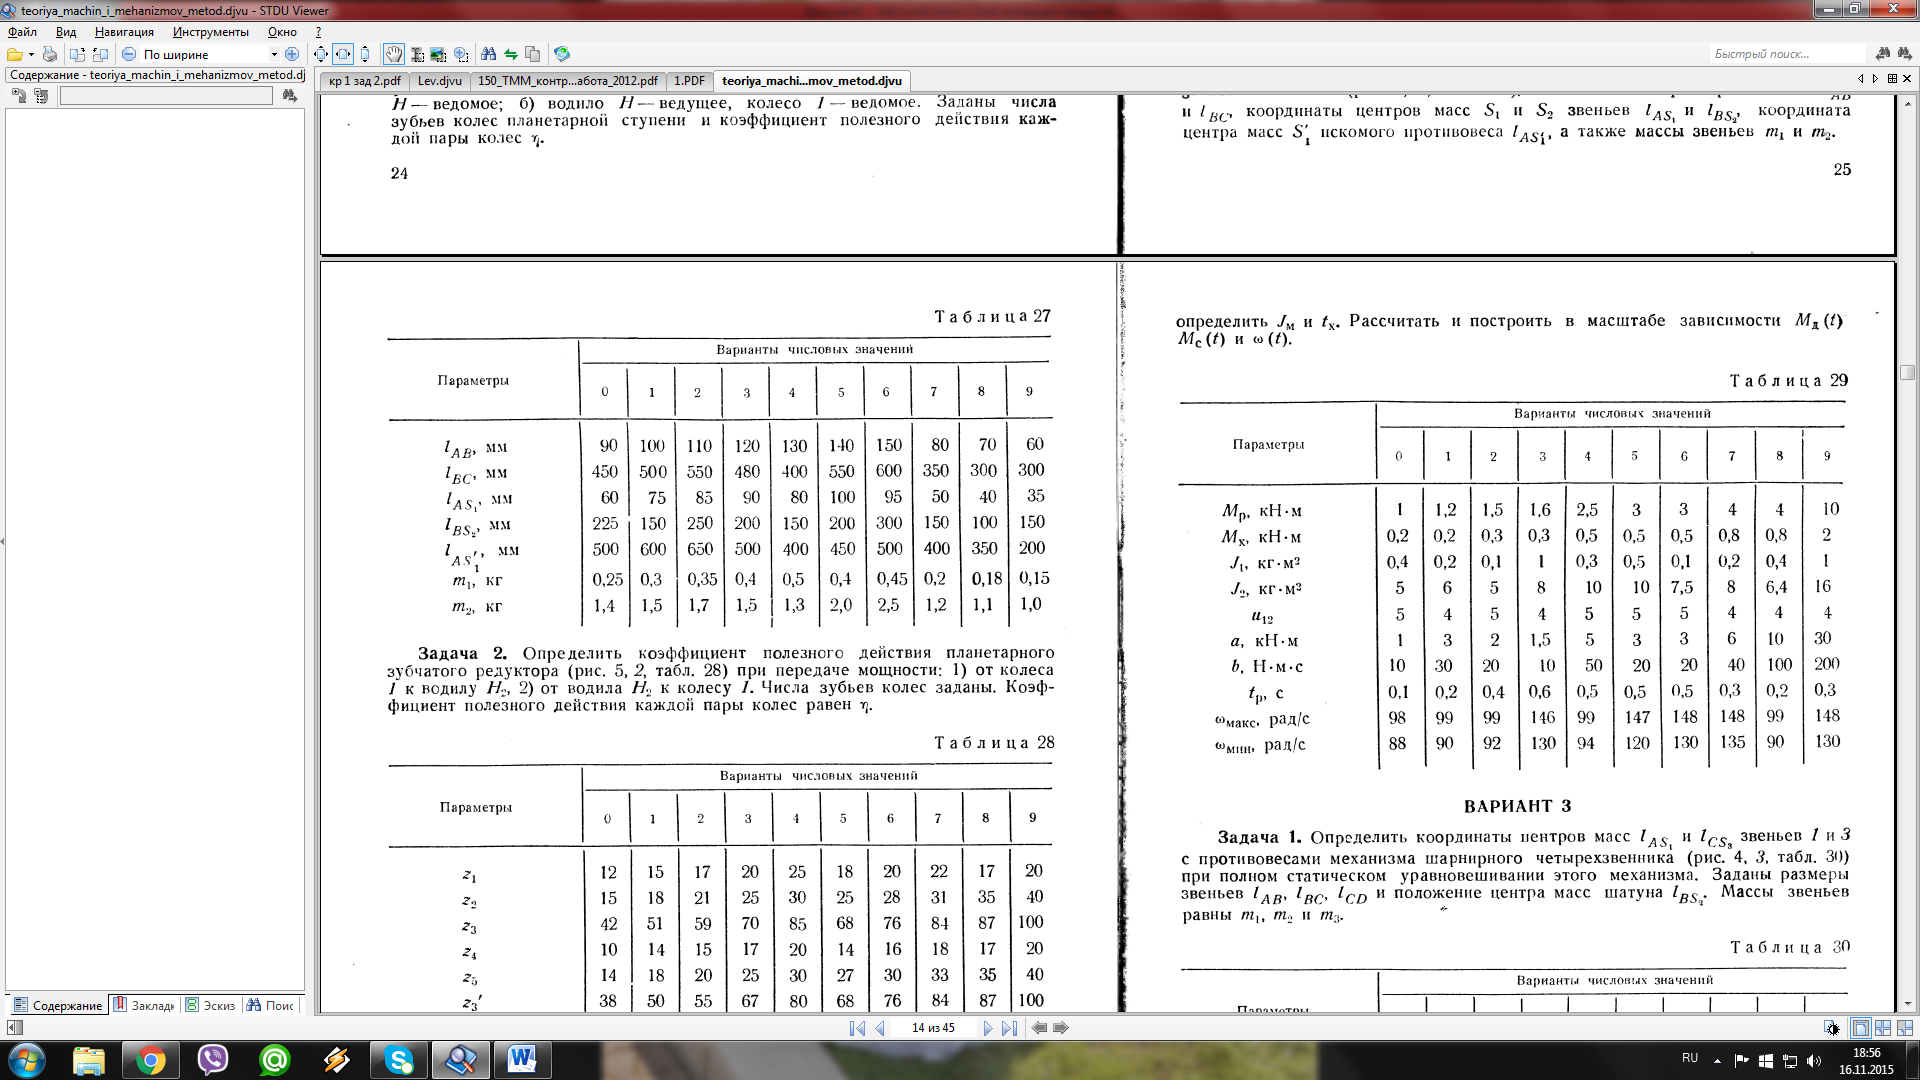 teoriya_machin_i_mehanizmov_metod.djvu - STDU Viewer
Файл Вид Навигация Инструменты Окно ?
По ширине
Быстрый поиск...
Содержание - teoriya_machin_i_mehanizmov_metod.dj
кр 1 зад 2.pdf Lev.djvu 150_ТММ_контр...абота_2012.pdf 1.PDF teoriya_machi...mov_metod.djvu
H — ведомое; б) водило H — ведущее, колесо 1 — ведомое. Заданы числа
зубьев колес планетарной ступени и коэффициент полезного действия каж-
дой пары колес η.
24
и l BC, координаты центров масс S1 и S2 звеньев l AS1 и l BS2, координата
центра масс S1′ искомого противовеса l AS1′, а также массы звеньев m1 и m2.
25
Таблица 27
Параметры Варианты числовых значений
0 1 2 3 4 5 6 7 8 9
l AB, мм 90 100 110 120 130 140 150 80 70 60
l BC, мм 450 500 550 480 400 550 600 350 300 300
l AS1, мм 60 75 85 90 80 100 95 50 40 35
l BS2, мм 225 150 250 200 150 200 300 150 100 150
l AS1′, мм 500 600 650 500 400 450 500 400 350 200
m1, кг 0,25 0,3 0,35 0,4 0,5 0,4 0,45 0,2 0,18 0,15
m2, кг 1,4 1,5 1,7 1,5 1,3 2,0 2,5 1,2 1,1 1,0
Задача 2. Определить коэффициент полезного действия планетарного
зубчатого редуктора (рис. 5, 2, табл. 28) при передаче мощности: 1) от колеса
1 к водилу H2, 2) от водила H2 к колесу 1. Числа зубьев колес заданы. Коэф-
фициент полезного действия каждой пары колес равен η.
Таблица 28
Параметры Варианты числовых значений
0 1 2 3 4 5 6 7 8 9
z1 12 15 17 20 25 18 20 22 17 20
z2 15 18 21 25 30 25 28 31 35 40
z3 42 51 59 70 85 68 76 84 87 100
z4 10 14 15 17 20 14 16 18 17 20
z5 14 18 20 25 30 27 30 33 35 40
z3′ 38 50 55 67 80 68 76 84 87 100
определить Jм и tх. Рассчитать и построить в масштабе зависимости Mд (t)
Mс (t) и ω (t).
Таблица 29
Параметры Варианты числовых значений
0 1 2 3 4 5 6 7 8 9
Mр, кН·м 1 1,2 1,5 1,6 2,5 3 3 4 4 10
Mх, кН·м 0,2 0,2 0,3 0,3 0,5 0,5 0,5 0,8 0,8 2
J1, кг·м² 0,4 0,2 0,1 1 0,3 0,5 0,1 0,2 0,4 1
J2, кг·м² 5 6 5 8 10 10 7,5 8 6,4 16
u12 5 4 5 4 5 5 5 4 4 4
a, кН·м 1 3 2 1,5 5 3 3 6 10 30
b, Н·м·с 10 30 20 10 50 20 20 40 100 200
tр, с 0,1 0,2 0,4 0,6 0,5 0,5 0,5 0,3 0,2 0,3
ωмакс, рад/с 98 99 99 146 99 147 148 148 99 148
ωмин, рад/с 88 90 92 130 94 120 130 135 90 130
ВАРИАНТ 3
Задача 1. Определить координаты центров масс l AS1 и l CS3 звеньев 1 и 3
с противовесами механизма шарнирного четырехзвенника (рис. 4, 3, табл. 30)
при полном статическом уравновешивании этого механизма. Заданы размеры
звеньев l AB, l BC, l CD и положение центра масс шатуна l BS2. Массы звеньев
равны m1, m2 и m3.
Таблица 30
Варианты числовых значений
Параметры
Содержание Закладк Эскиз Поис
14 из 45
RU
18:56
16.11.2015